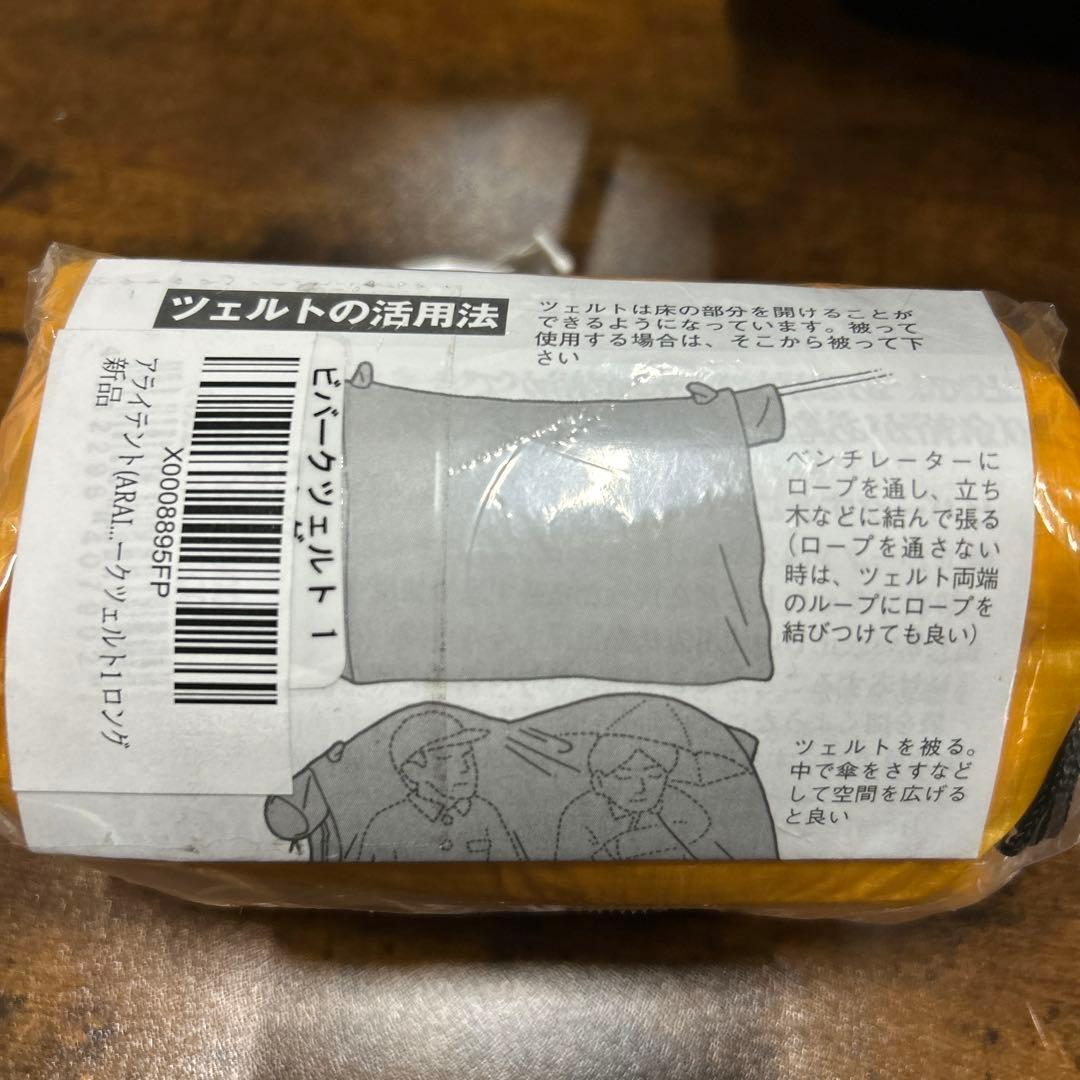 ツェルトの活用法
ツェルトは床の部分を開けることが
できるようになっています。被って
使用する場合は、そこから被って下
さい
ベンチレーターに
ロープを通し、立ち
木などに結んで張る
（ロープを通さない
時は、ツェルト両端
のループにロープを
結びつけても良い）
ツェルトを被る。
中で傘をさすなど
して空間を広げる
と良い
ビバークツェルト 1
X0008895FP
アライテント(ARAI...ークツェルト1ロング
新品